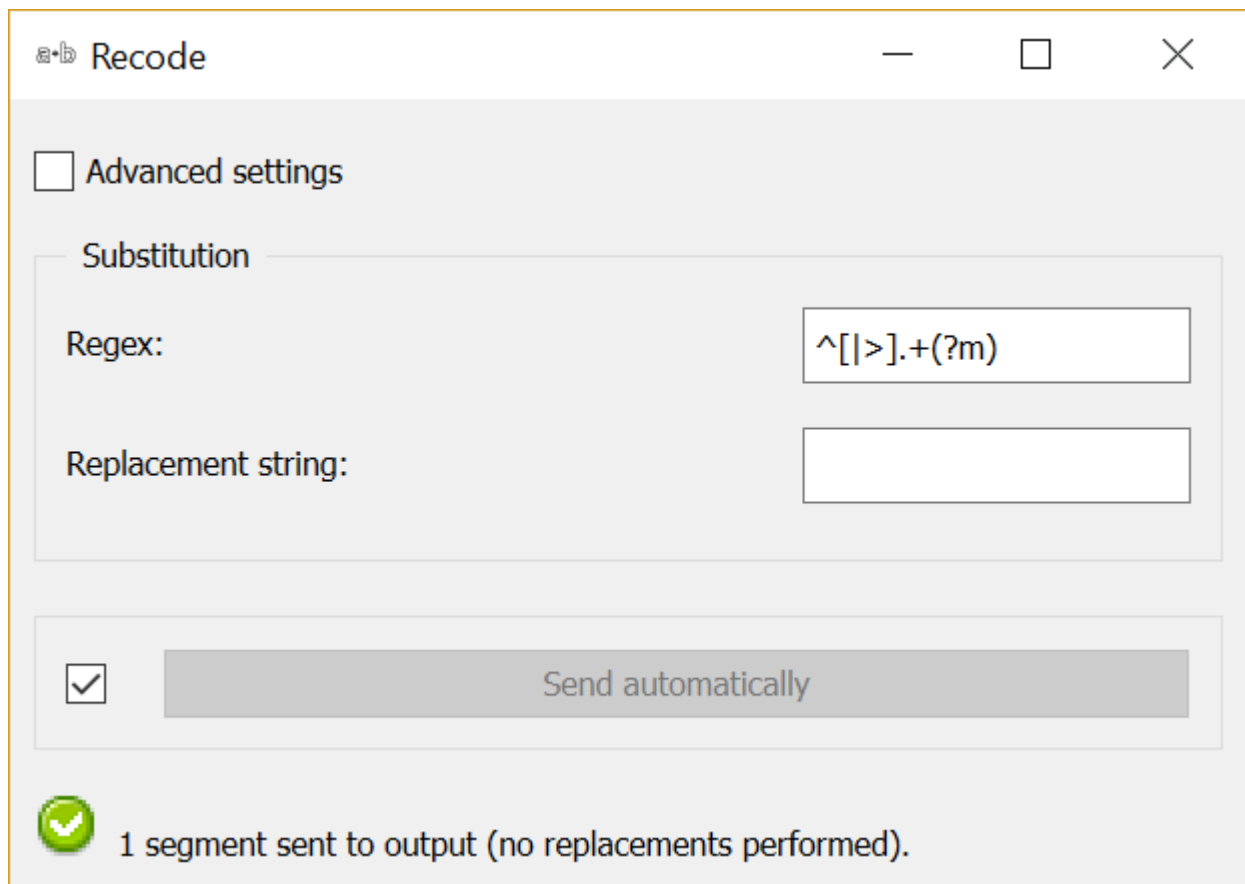 a•b Recode
Advanced settings
Substitution
Regex: ^[|>].+(?m)
Replacement string:
Send automatically
1 segment sent to output (no replacements performed).